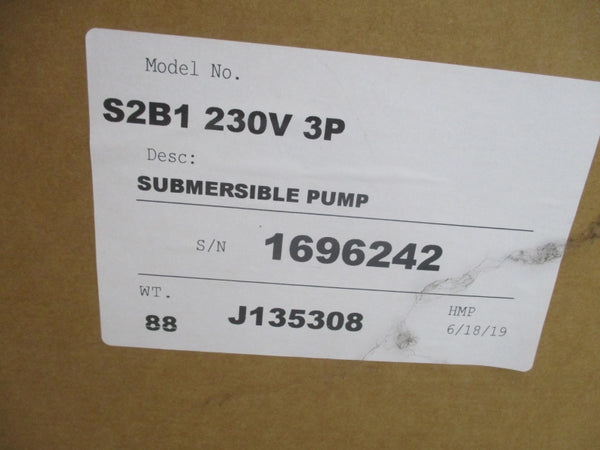 Model No.
S2B1 230V 3P
Desc:
SUBMERSIBLE PUMP
S/N 1696242
WT.
88 J135308
HMP
6/18/19